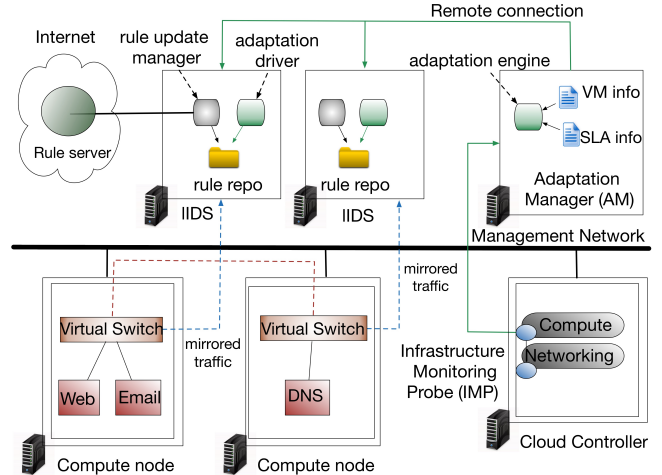 Remote connection
Internet
rule update
manager
adaptation
driver
adaptation engine
VM info
SLA info
Rule server
rule repo
rule repo
Adaptation
Manager (AM)
IIDS
IIDS
Management Network
mirrored
traffic
Virtual Switch
Virtual Switch
mirrored
traffic
Compute
Networking
Infrastructure
Monitoring
Probe (IMP)
Web
Email
DNS
Cloud Controller
Compute node
Compute node